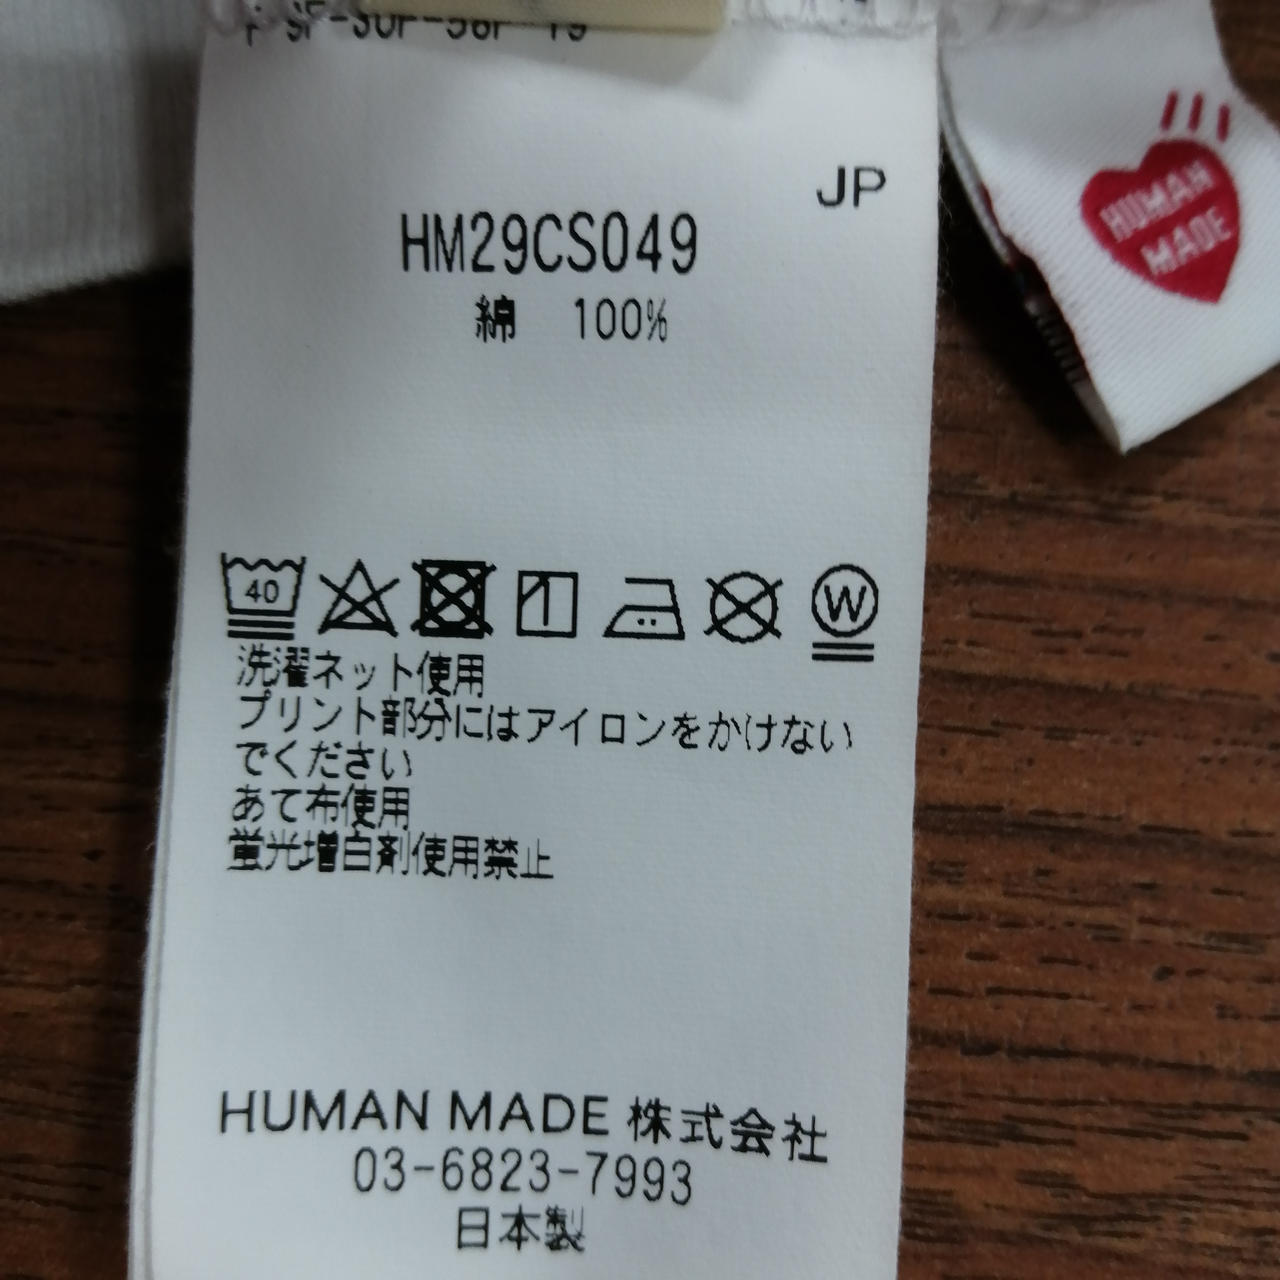 JP
HM29CS049
綿　100%
40
W
洗濯ネット使用
プリント部分にはアイロンをかけない
でください
あて布使用
蛍光増白剤使用禁止
HUMAN MADE 株式会社
03-6823-7993
日本製
HUMAN
MADE